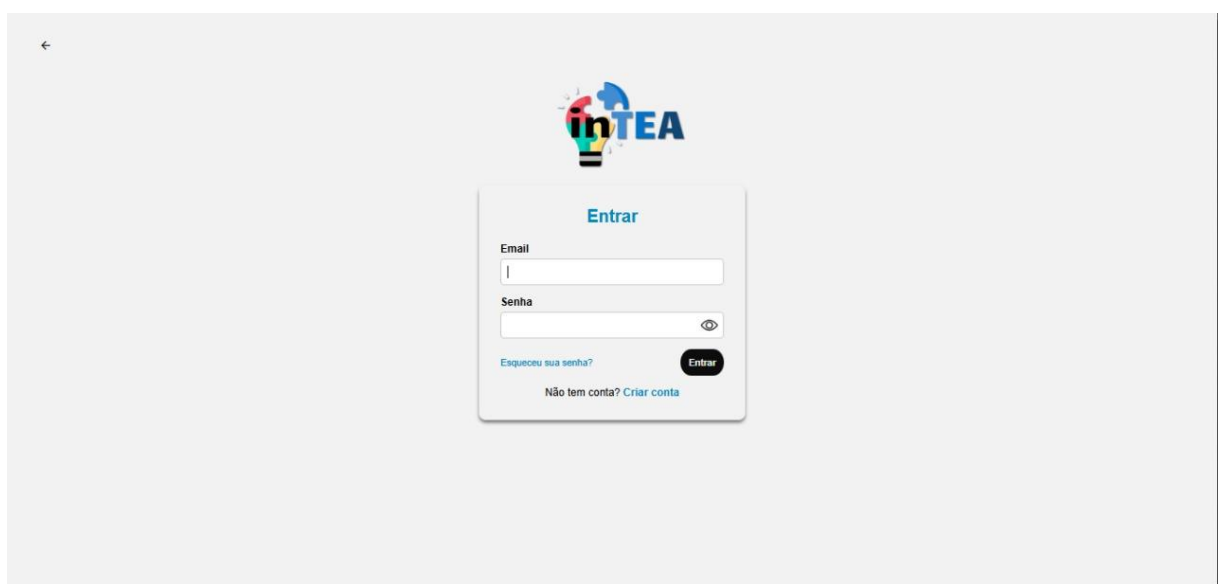 inTEA
Entrar
Email
Senha
Esqueceu sua senha?
Entrar
Não tem conta? Criar conta